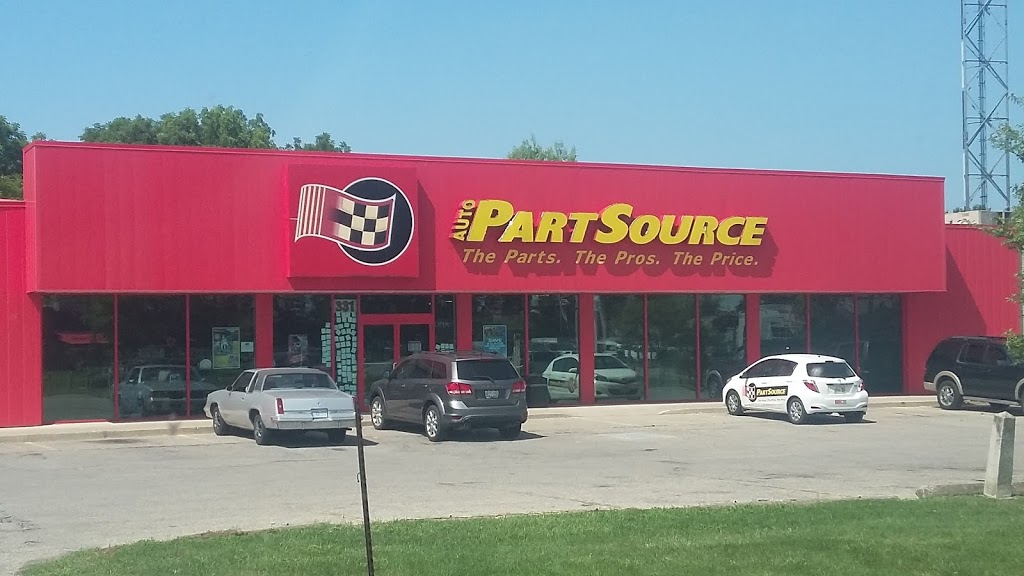 AUTO PARTSOURCE
The Parts. The Pros. The Price.
331
PARTSOURCE